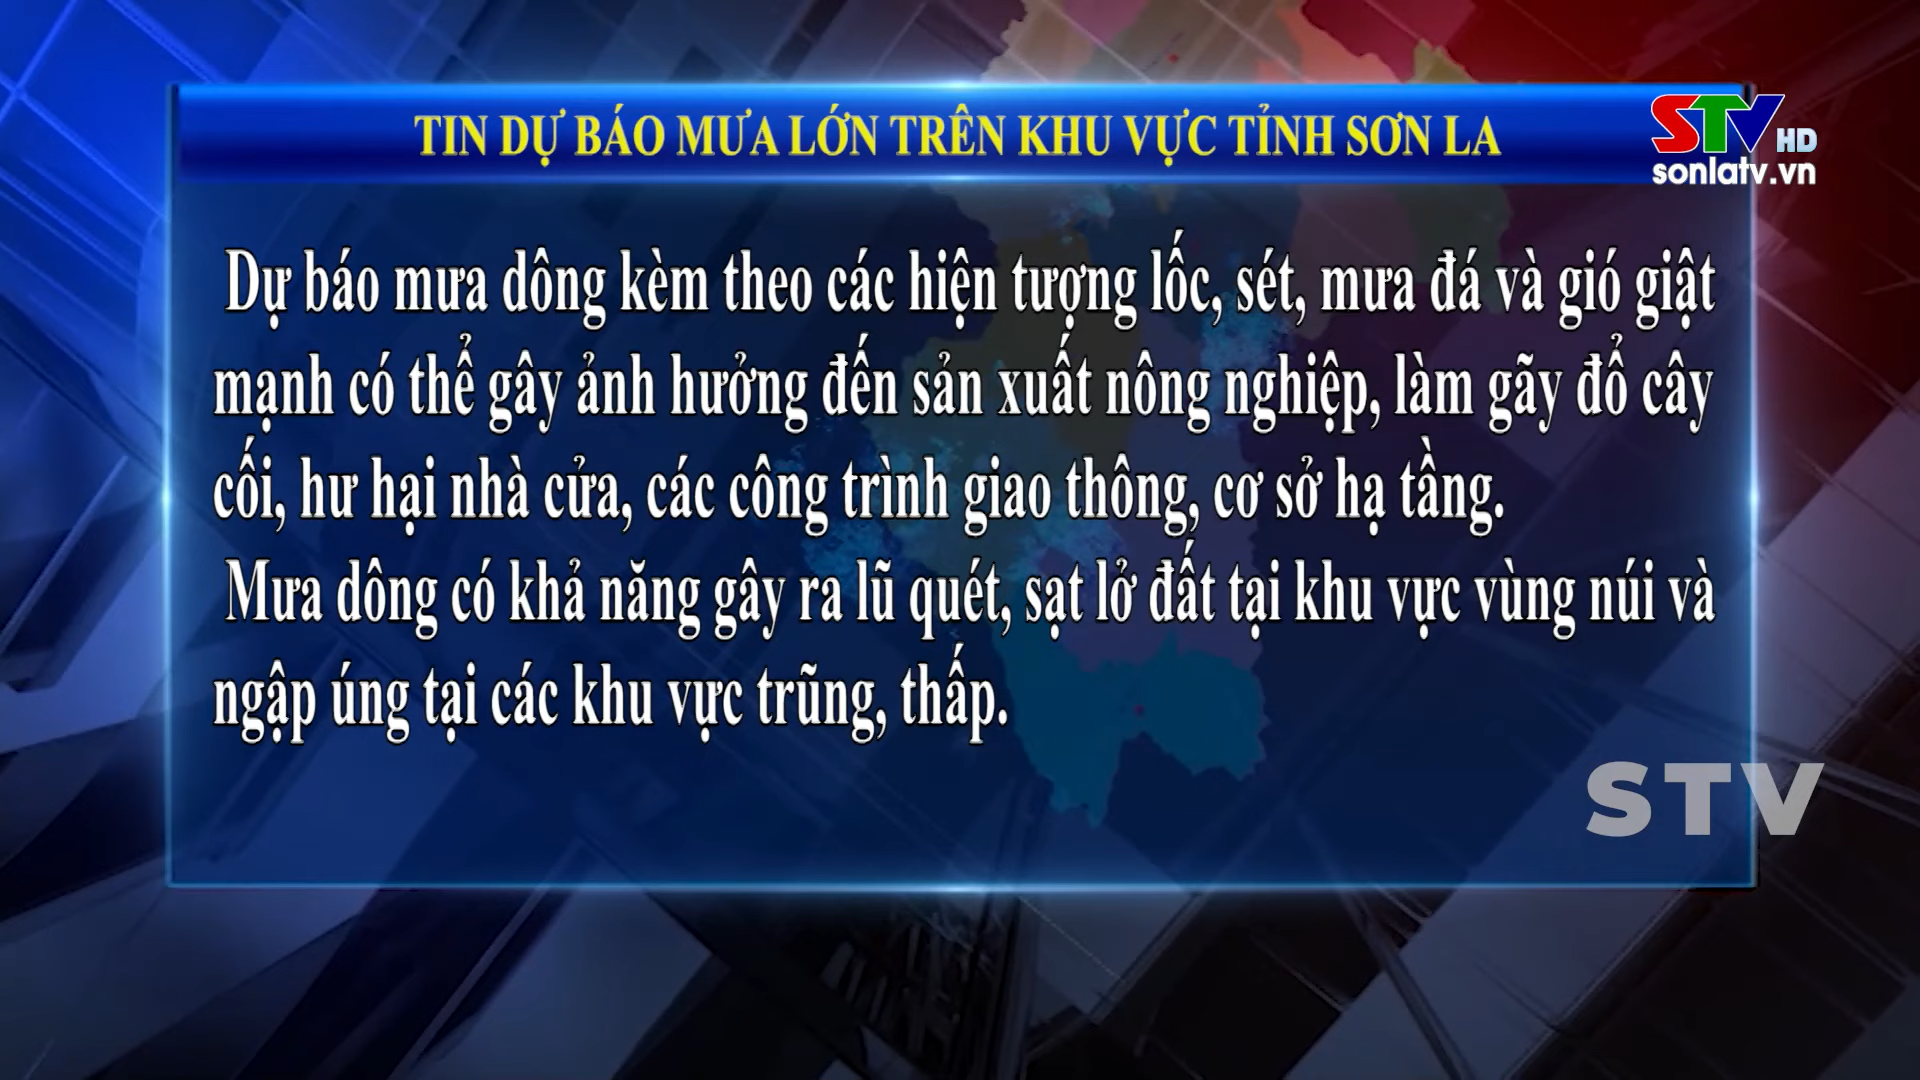 TIN DỰ BÁO MƯA LỚN TRÊN KHU VỰC TỈNH SƠN LA
STV HD
sonlatv.vn
Dự báo mưa dông kèm theo các hiện tượng lốc, sét, mưa đá và gió giật
mạnh có thể gây ảnh hưởng đến sản xuất nông nghiệp, làm gãy đổ cây
cối, hư hại nhà cửa, các công trình giao thông, cơ sở hạ tầng.
Mưa dông có khả năng gây ra lũ quét, sạt lở đất tại khu vực vùng núi và
ngập úng tại các khu vực trũng, thấp.
STV